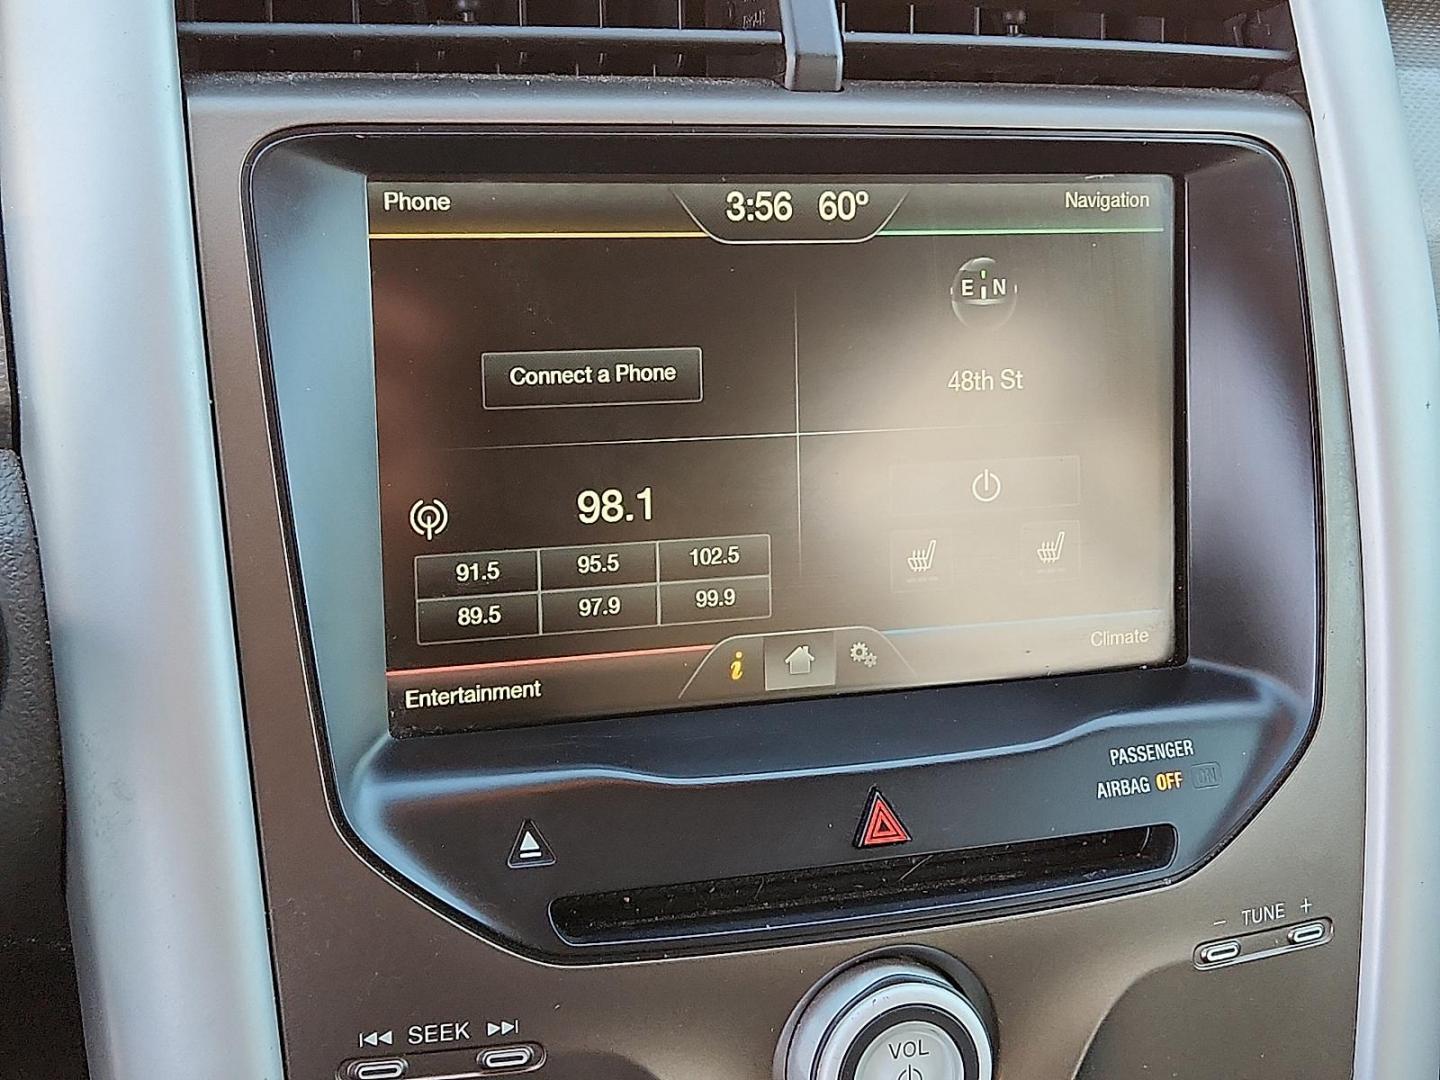 Phone 3:56 60º Navigation
E N
Connect a Phone
48th St
98.1
91.5 95.5 102.5
89.5 97.9 99.9
i
Entertainment
Climate
PASSENGER
AIRBAG OFF ON
- TUNE +
SEEK
VOL